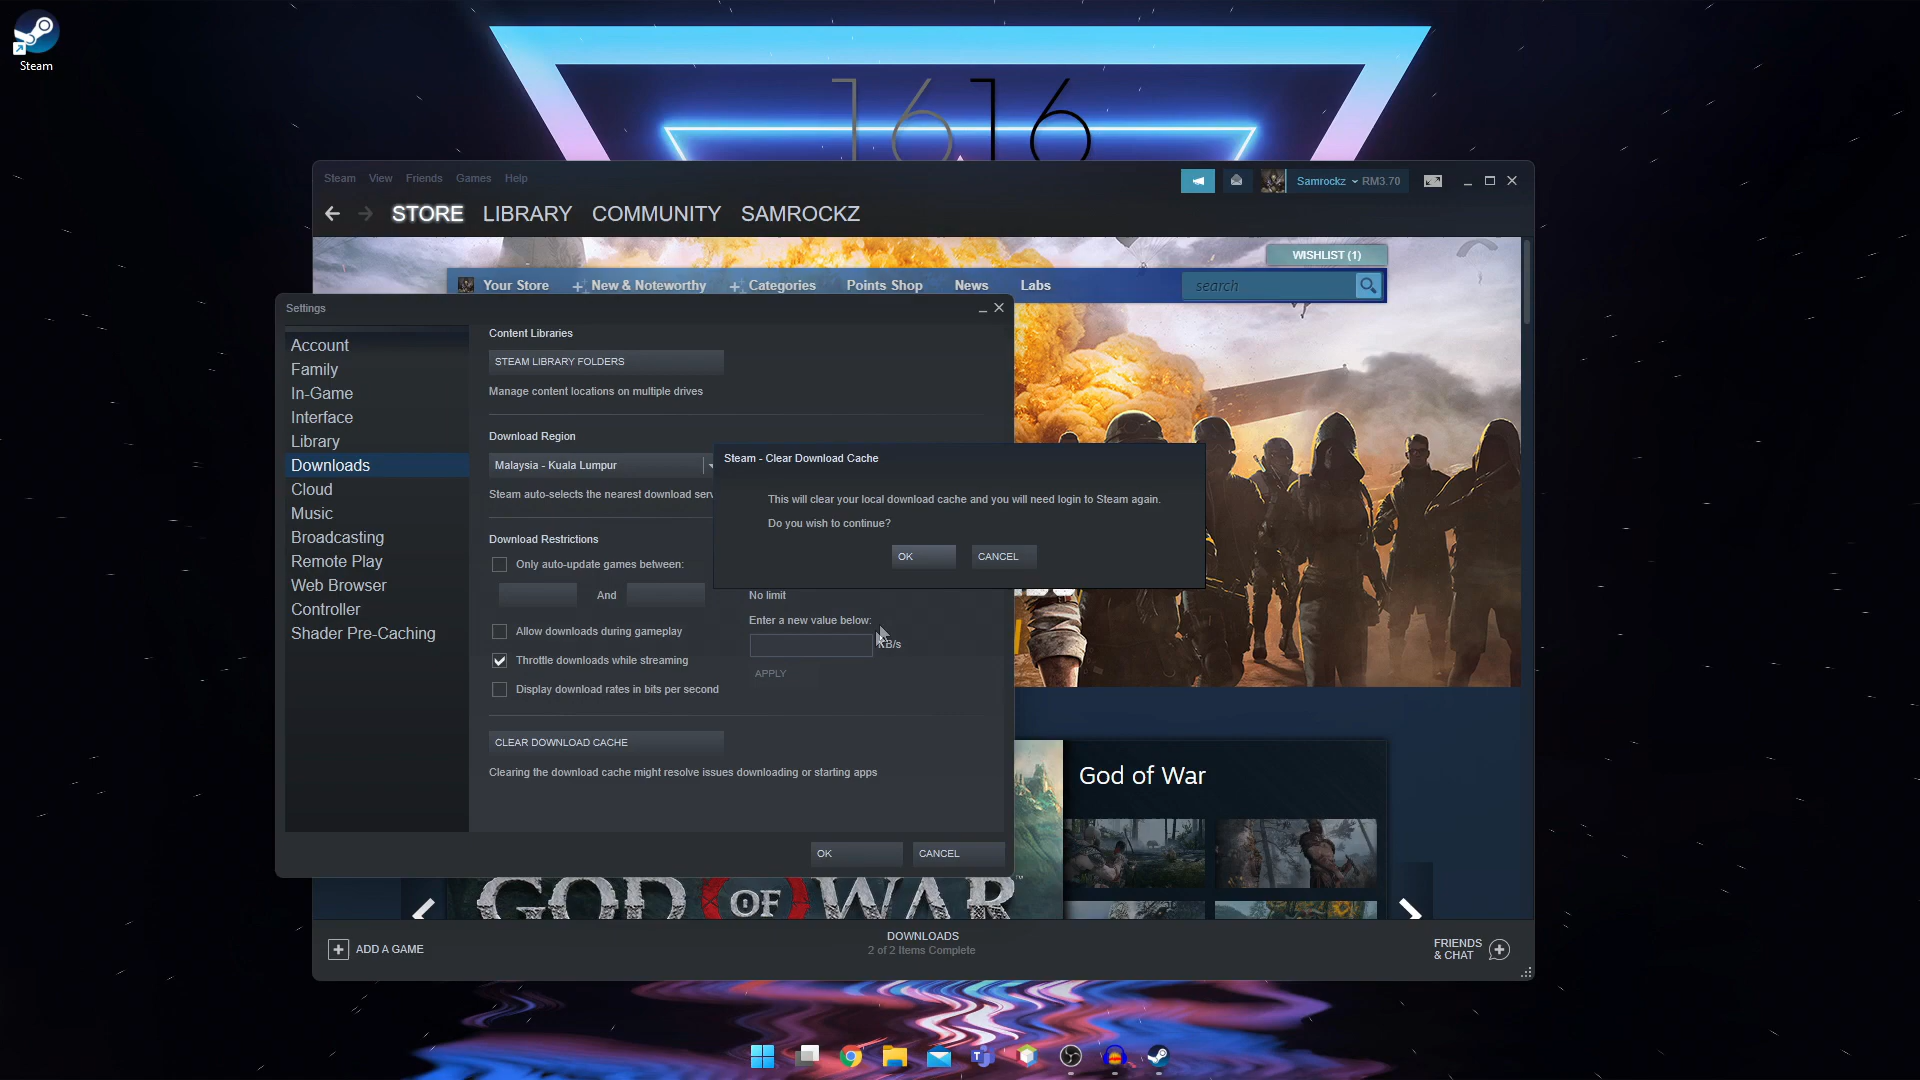 Steam
1616
Steam View Friends Games Help
Samrockz RM3.70
STORE LIBRARY COMMUNITY SAMROCKZ
WISHLIST (1)
Your Store New & Noteworthy Categories Points Shop News Labs
search
Settings
Account
Family
In-Game
Interface
Library
Downloads
Cloud
Music
Broadcasting
Remote Play
Web Browser
Controller
Shader Pre-Caching
Content Libraries
STEAM LIBRARY FOLDERS
Manage content locations on multiple drives
Download Region
Malaysia - Kuala Lumpur
Steam auto-selects the nearest download serv
Download Restrictions
Only auto-update games between:
And
Allow downloads during gameplay
Throttle downloads while streaming
Display download rates in bits per second
No limit
Enter a new value below:
KB/s
APPLY
CLEAR DOWNLOAD CACHE
Clearing the download cache might resolve issues downloading or starting apps
OK CANCEL
Steam - Clear Download Cache
This will clear your local download cache and you will need login to Steam again.
Do you wish to continue?
OK CANCEL
God of War
GOD OF WAR
ADD A GAME
DOWNLOADS
2 of 2 Items Complete
FRIENDS
& CHAT